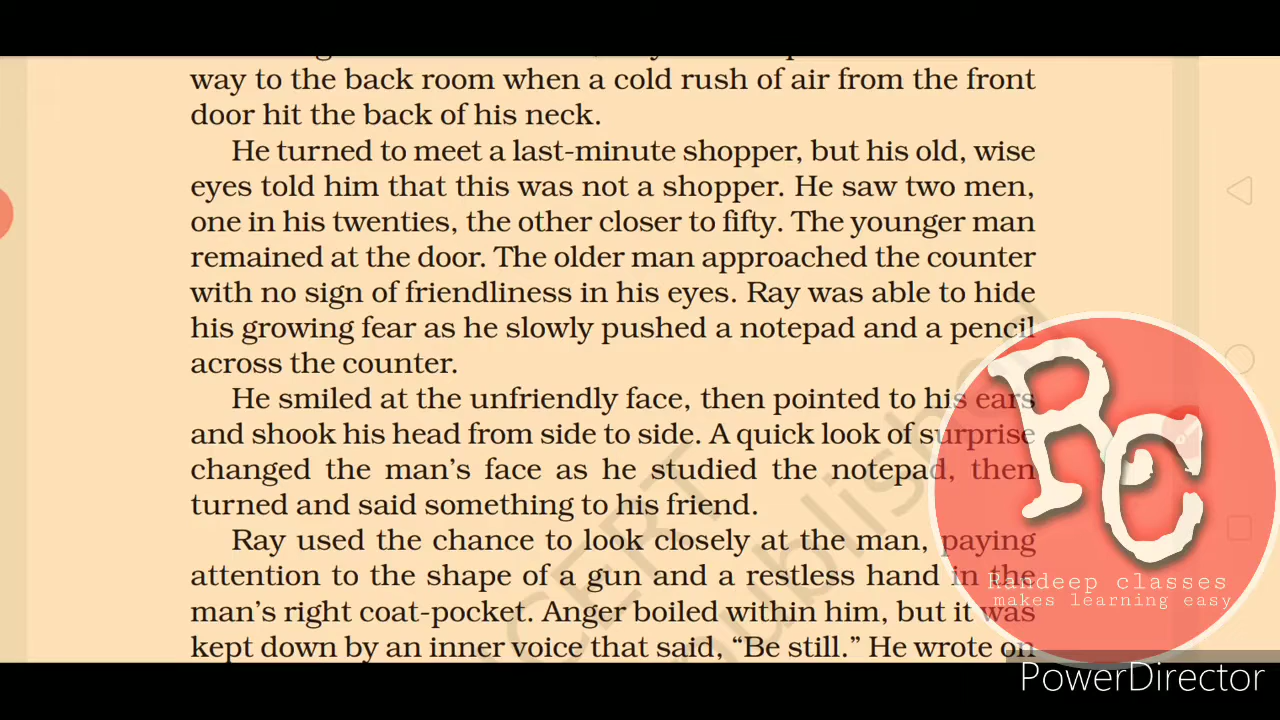 way to the back room when a cold rush of air from the front
door hit the back of his neck.
He turned to meet a last-minute shopper, but his old, wise
eyes told him that this was not a shopper. He saw two men,
one in his twenties, the other closer to fifty. The younger man
remained at the door. The older man approached the counter
with no sign of friendliness in his eyes. Ray was able to hide
his growing fear as he slowly pushed a notepad and a pencil
across the counter.
He smiled at the unfriendly face, then pointed to his ears
and shook his head from side to side. A quick look of surprise
changed the man's face as he studied the notepad, then
turned and said something to his friend.
Ray used the chance to look closely at the man, paying
attention to the shape of a gun and a restless hand in the
man's right coat-pocket. Anger boiled within him, but it was
kept down by an inner voice that said, “Be still.” He wrote on
RC
Randeep classes
makes learning easy
PowerDirector